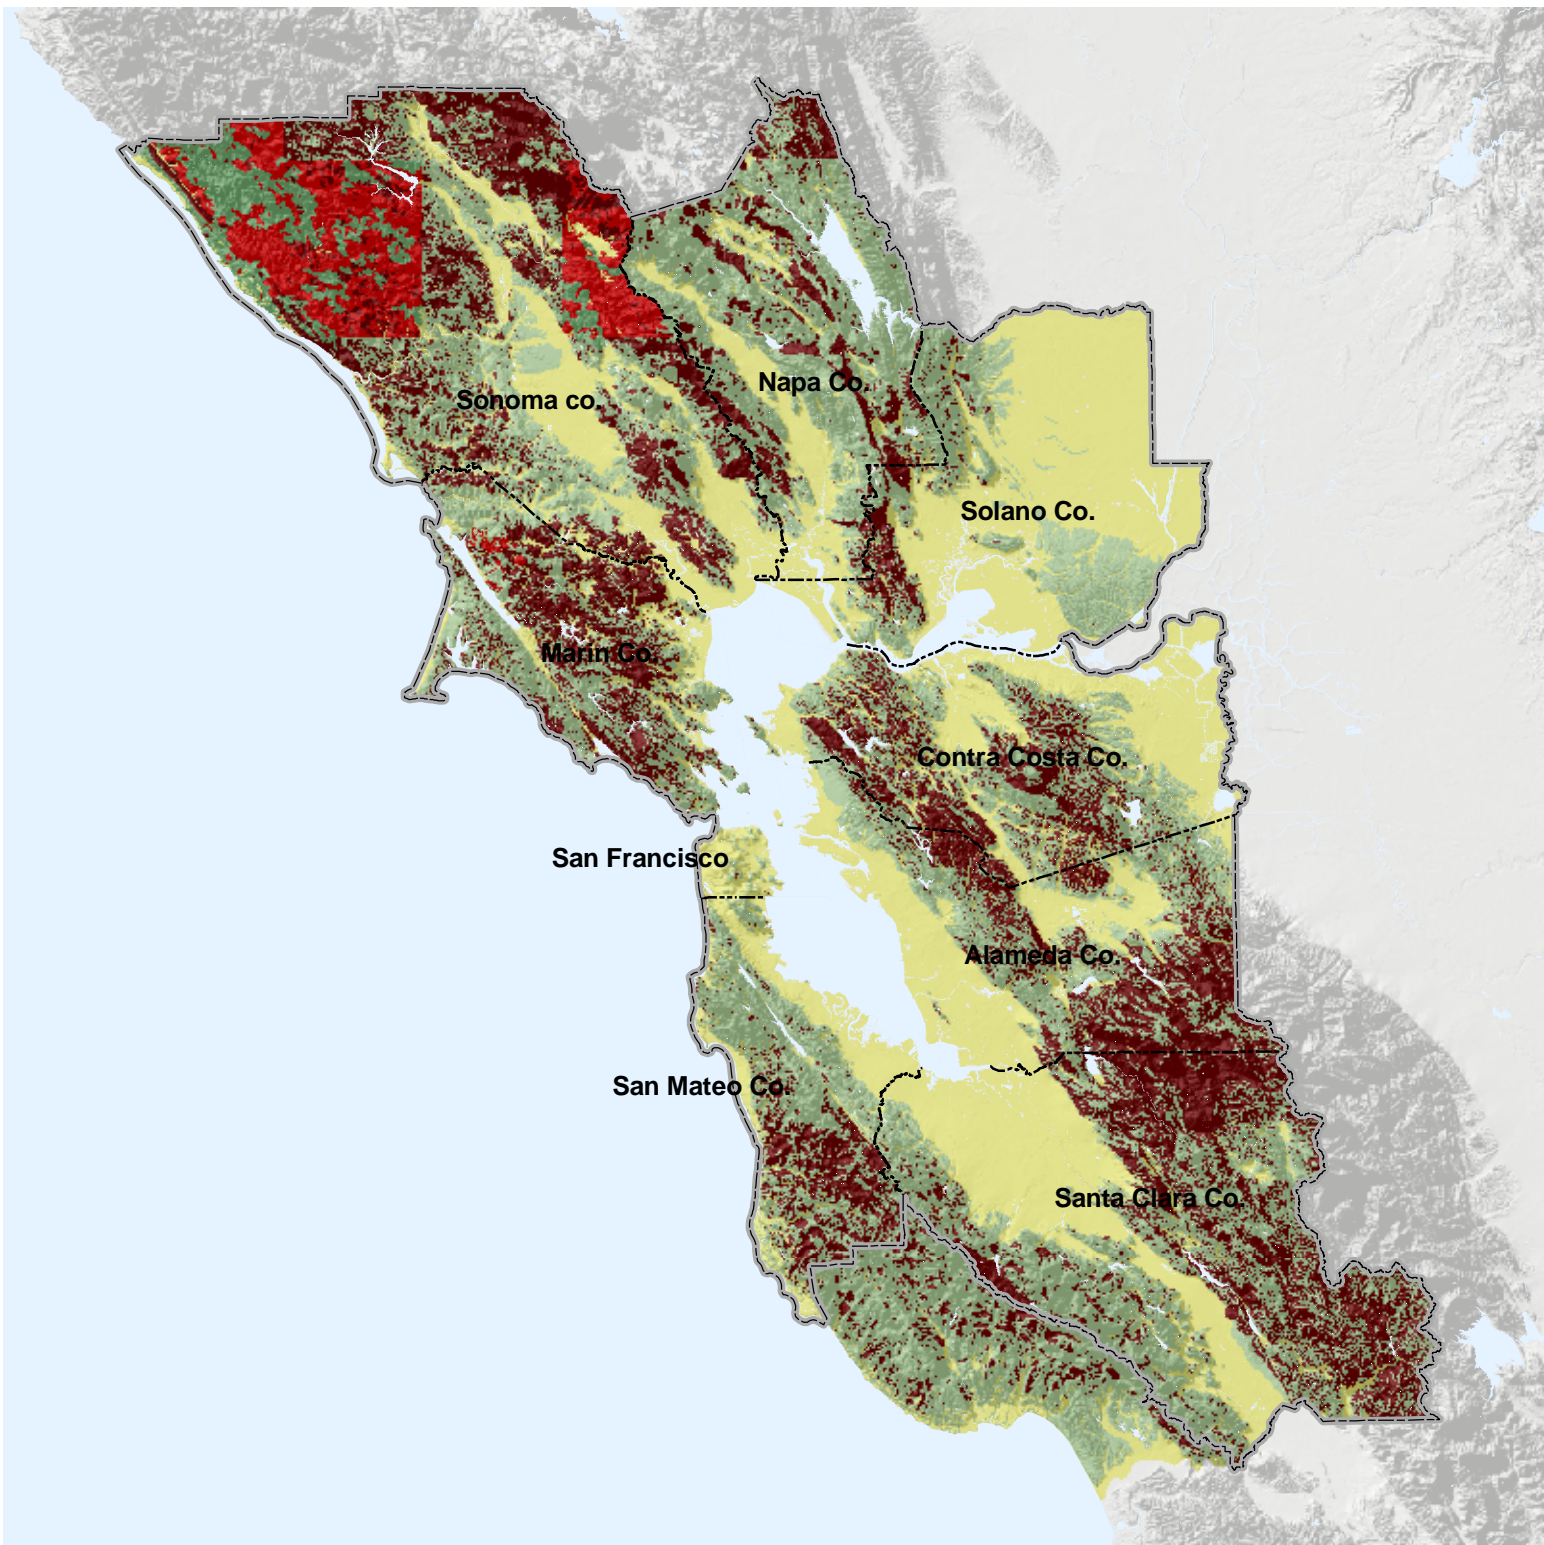 Napa Co.
Sonoma co.
Solano Co.
Marin Co.
Contra Costa Co.
San Francisco
Alameda Co.
San Mateo Co.
Santa Clara Co.